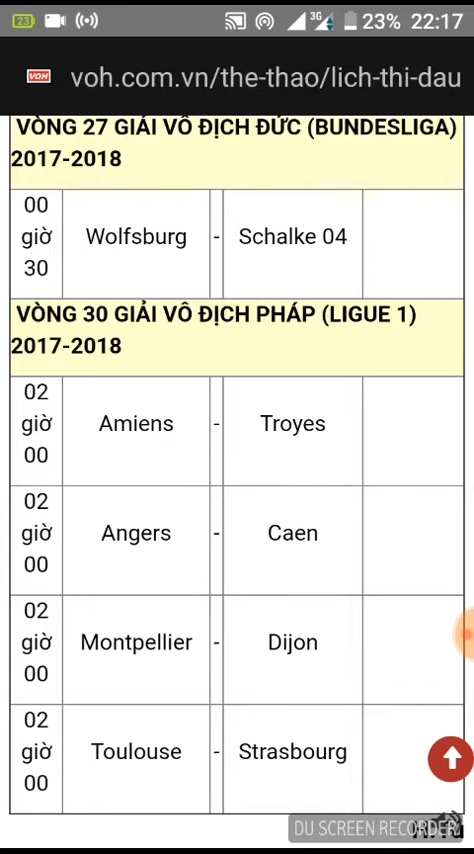 23 3G 23% 22:17
VOH voh.com.vn/the-thao/lich-thi-dau
VÒNG 27 GIẢI VÔ ĐỊCH ĐỨC (BUNDESLIGA)
2017-2018
00
giờ Wolfsburg - Schalke 04
30
VÒNG 30 GIẢI VÔ ĐỊCH PHÁP (LIGUE 1)
2017-2018
02
giờ Amiens - Troyes
00
02
giờ Angers - Caen
00
02
giờ Montpellier - Dijon
00
02
giờ Toulouse - Strasbourg
00
DU SCREEN RECORDER